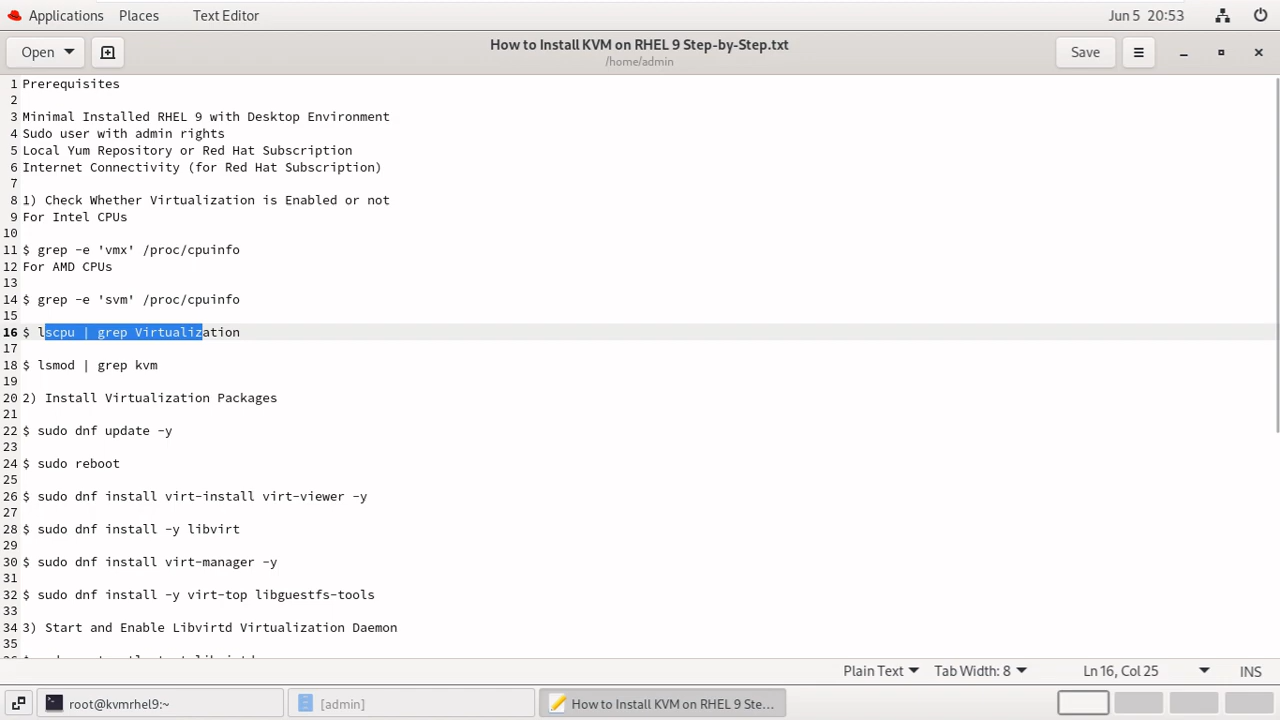 Applications Places Text Editor Jun 5 20:53
Open How to Install KVM on RHEL 9 Step-by-Step.txt Save
/home/admin
1 Prerequisites
2
3 Minimal Installed RHEL 9 with Desktop Environment
4 Sudo user with admin rights
5 Local Yum Repository or Red Hat Subscription
6 Internet Connectivity (for Red Hat Subscription)
7
8 1) Check Whether Virtualization is Enabled or not
9 For Intel CPUs
10
11 $ grep -e 'vmx' /proc/cpuinfo
12 For AMD CPUs
13
14 $ grep -e 'svm' /proc/cpuinfo
15
16 $ lscpu | grep Virtualization
17
18 $ lsmod | grep kvm
19
20 2) Install Virtualization Packages
21
22 $ sudo dnf update -y
23
24 $ sudo reboot
25
26 $ sudo dnf install virt-install virt-viewer -y
27
28 $ sudo dnf install -y libvirt
29
30 $ sudo dnf install virt-manager -y
31
32 $ sudo dnf install -y virt-top libguestfs-tools
33
34 3) Start and Enable Libvirtd Virtualization Daemon
35
Plain Text Tab Width: 8 Ln 16, Col 25 INS
root@kvmrhel9:~ [admin] How to Install KVM on RHEL 9 Ste...